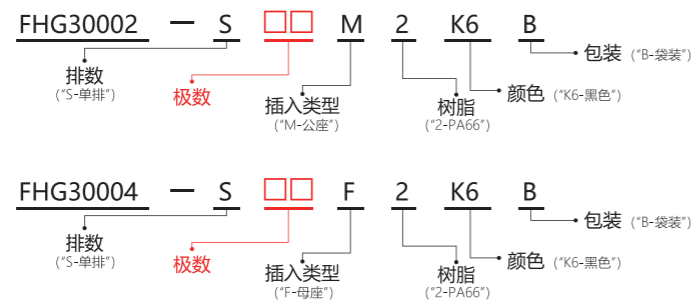 FHG30002 — S □□ M 2 K6 B
包装 ("B-袋装")
排数
("S-单排")
极数
插入类型
("M-公座")
树脂
("2-PA66")
颜色 ("K6-黑色")
FHG30004 — S □□ F 2 K6 B
包装 ("B-袋装")
排数
("S-单排")
极数
插入类型
("F-母座")
树脂
("2-PA66")
颜色 ("K6-黑色")